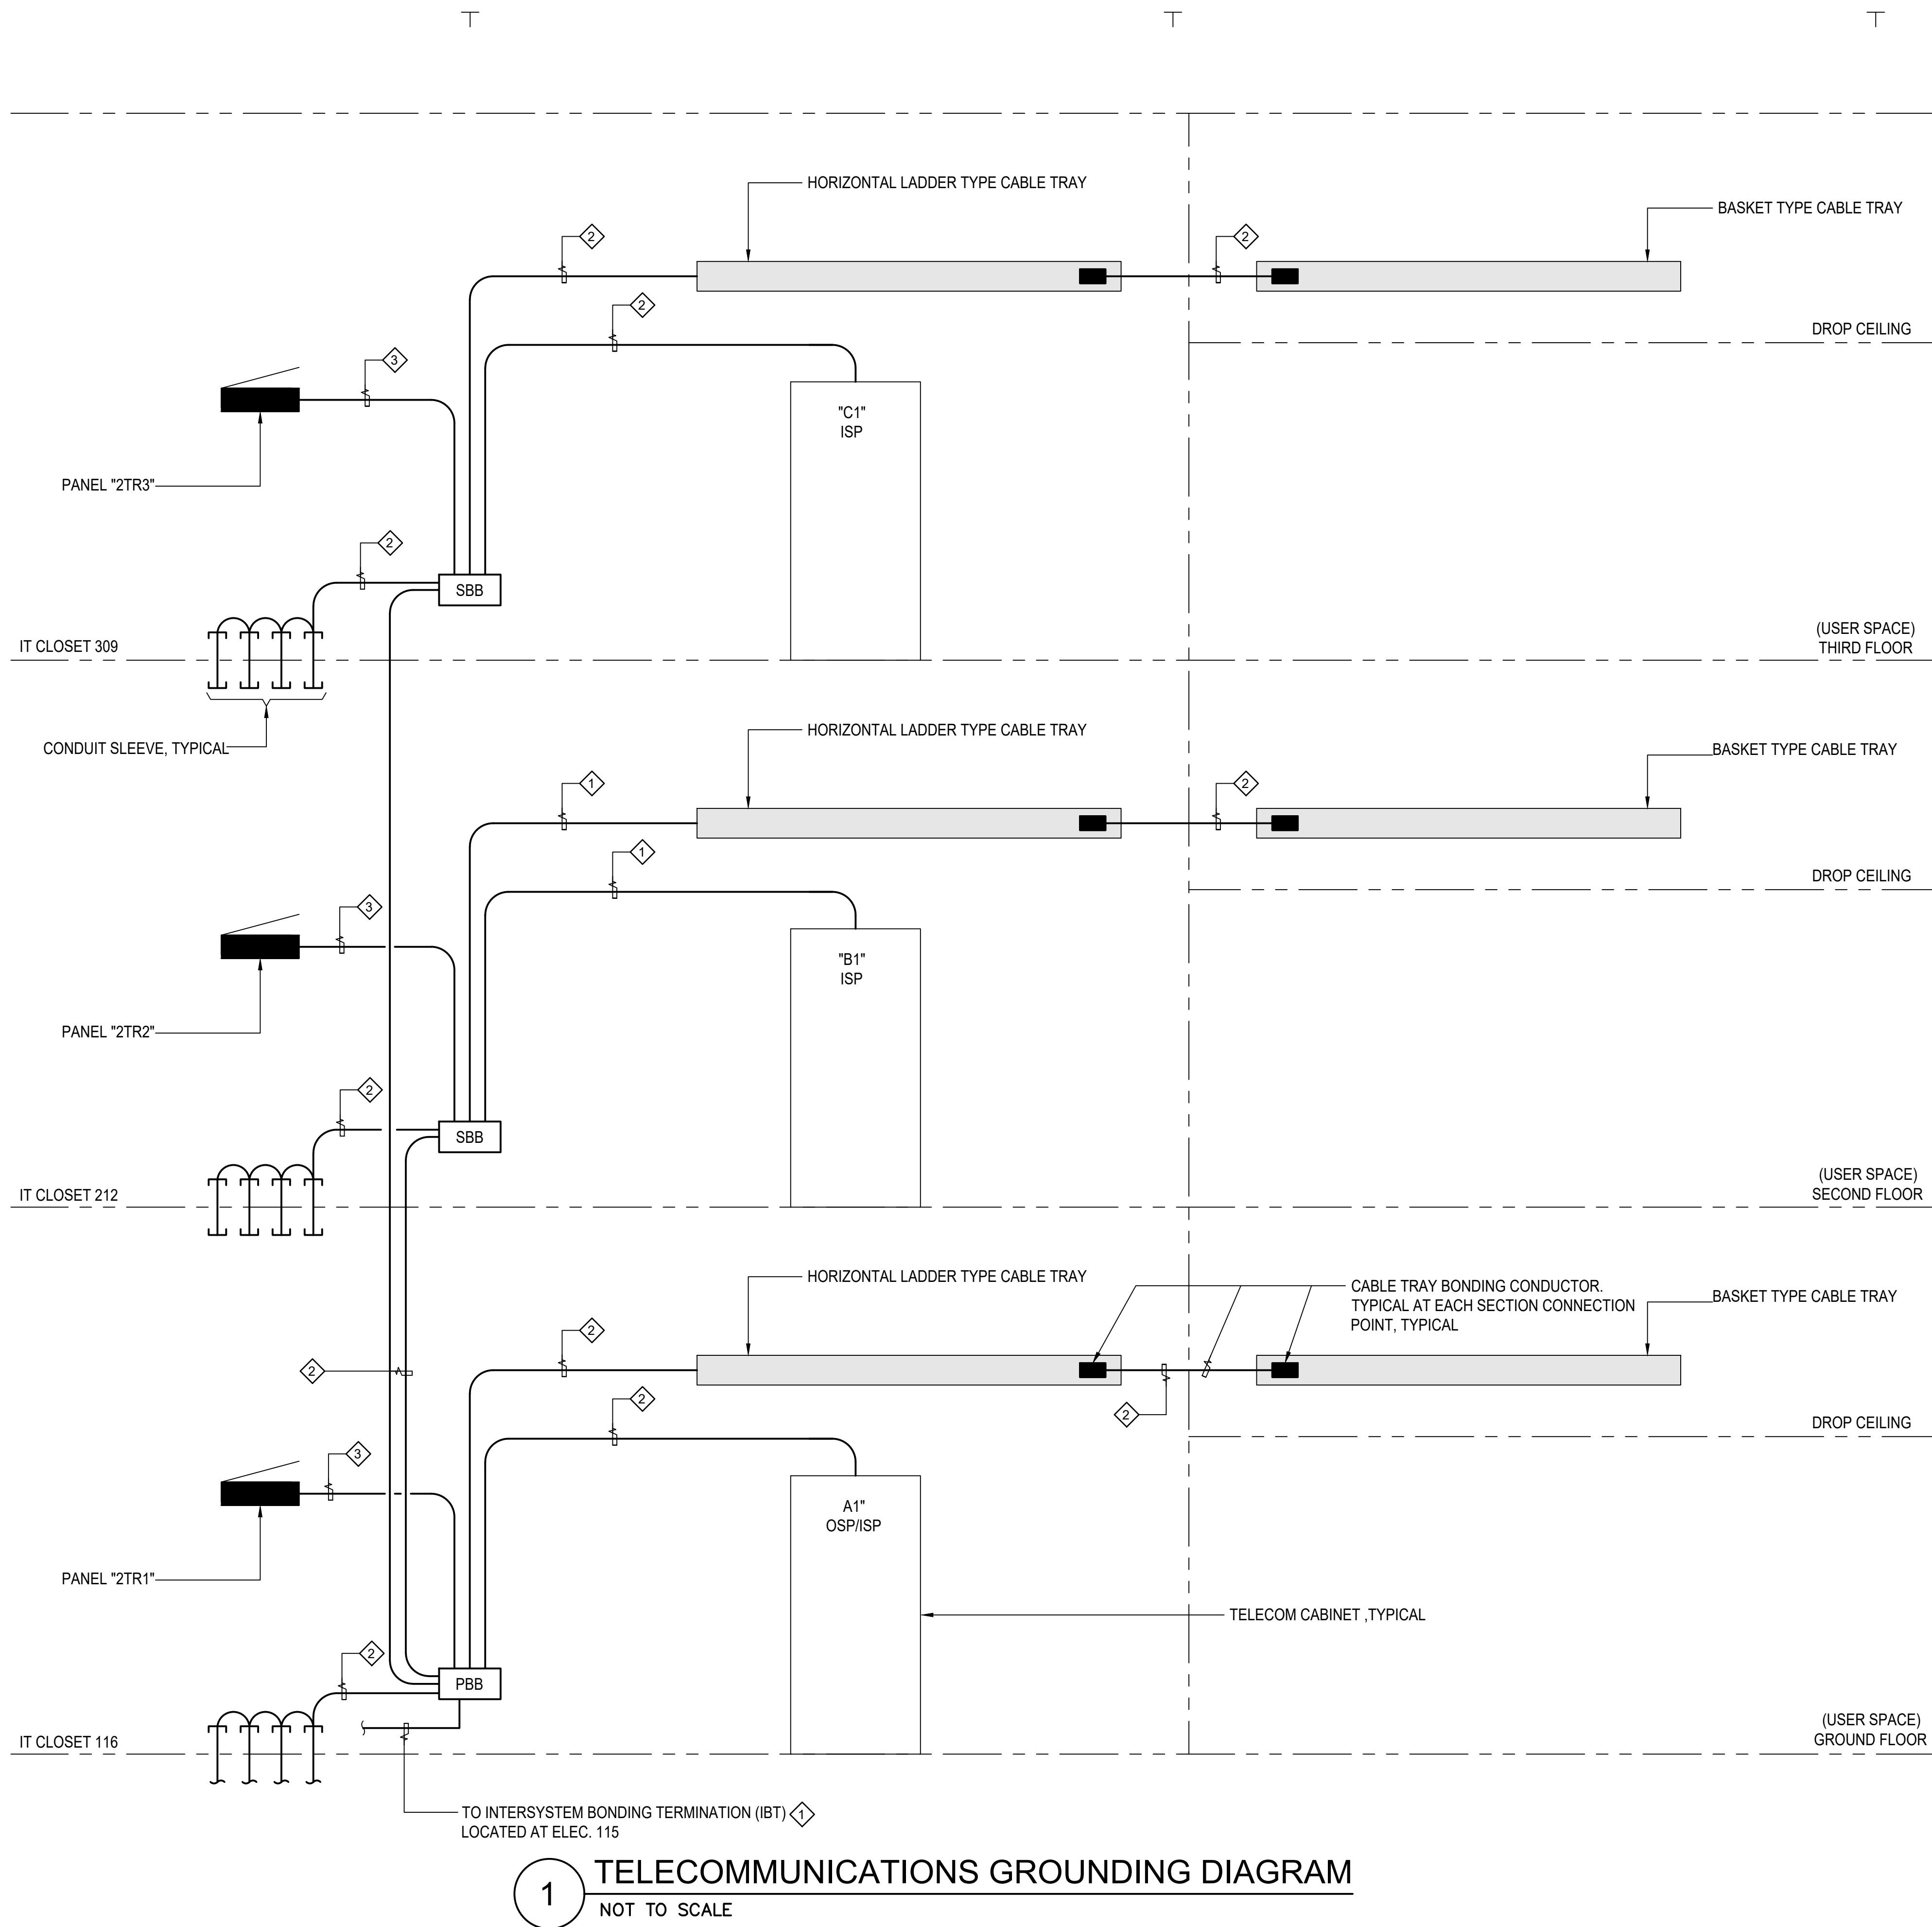 HORIZONTAL LADDER TYPE CABLE TRAY
BASKET TYPE CABLE TRAY
2
2
2
DROP CEILING
3
"C1"
ISP
PANEL "2TR3"
2
SBB
IT CLOSET 309
(USER SPACE)
THIRD FLOOR
CONDUIT SLEEVE, TYPICAL
HORIZONTAL LADDER TYPE CABLE TRAY
BASKET TYPE CABLE TRAY
1
2
1
DROP CEILING
3
"B1"
ISP
PANEL "2TR2"
2
SBB
IT CLOSET 212
(USER SPACE)
SECOND FLOOR
HORIZONTAL LADDER TYPE CABLE TRAY
CABLE TRAY BONDING CONDUCTOR.
TYPICAL AT EACH SECTION CONNECTION
POINT, TYPICAL
BASKET TYPE CABLE TRAY
2
2
2
2
DROP CEILING
3
A1"
OSP/ISP
PANEL "2TR1"
TELECOM CABINET ,TYPICAL
2
PBB
IT CLOSET 116
(USER SPACE)
GROUND FLOOR
TO INTERSYSTEM BONDING TERMINATION (IBT) 1
LOCATED AT ELEC. 115
1
TELECOMMUNICATIONS GROUNDING DIAGRAM
NOT TO SCALE